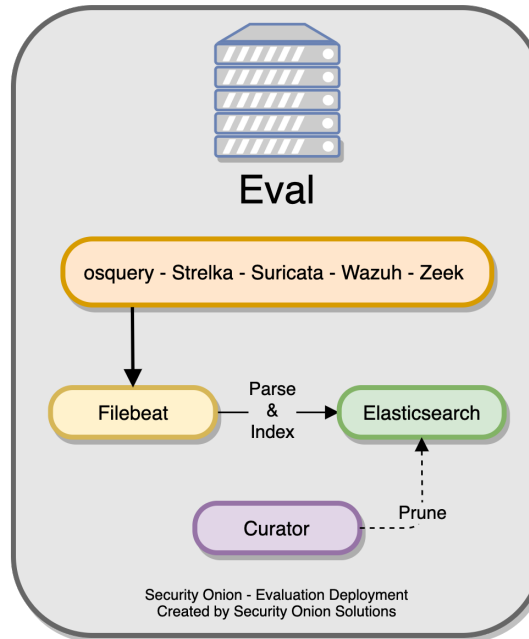 Eval
osquery - Strelka - Suricata - Wazuh - Zeek
Filebeat
Parse
&
Index
Elasticsearch
Curator
Prune
Security Onion - Evaluation Deployment
Created by Security Onion Solutions